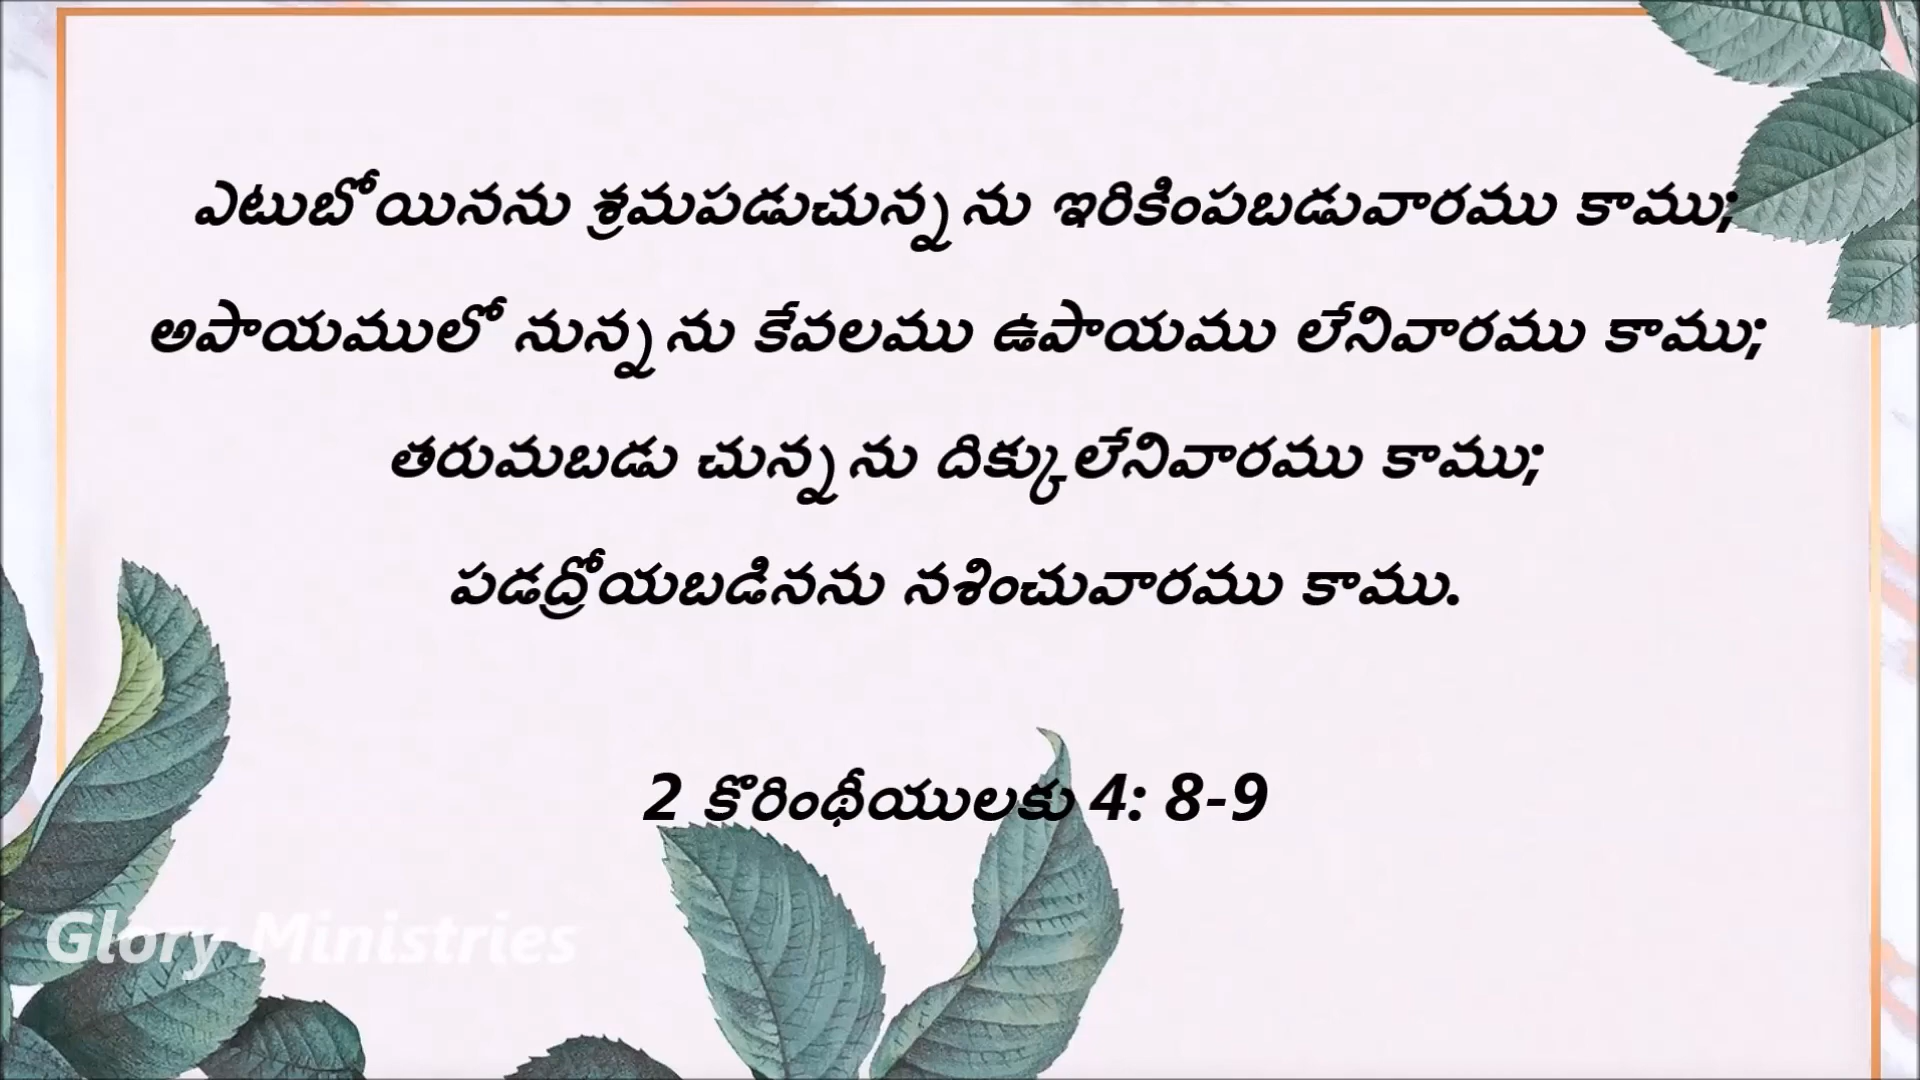 ఎటుబోయినను శ్రమపడుచున్నను ఇరికింపబడువారము కాము;
అపాయములో నున్నను కేవలము ఉపాయము లేనివారము కాము;
తరుమబడు చున్నను దిక్కులేనివారము కాము;
పడద్రోయబడినను నశించువారము కాము.
2 కొరింథీయులకు 4: 8-9
Glory Ministries